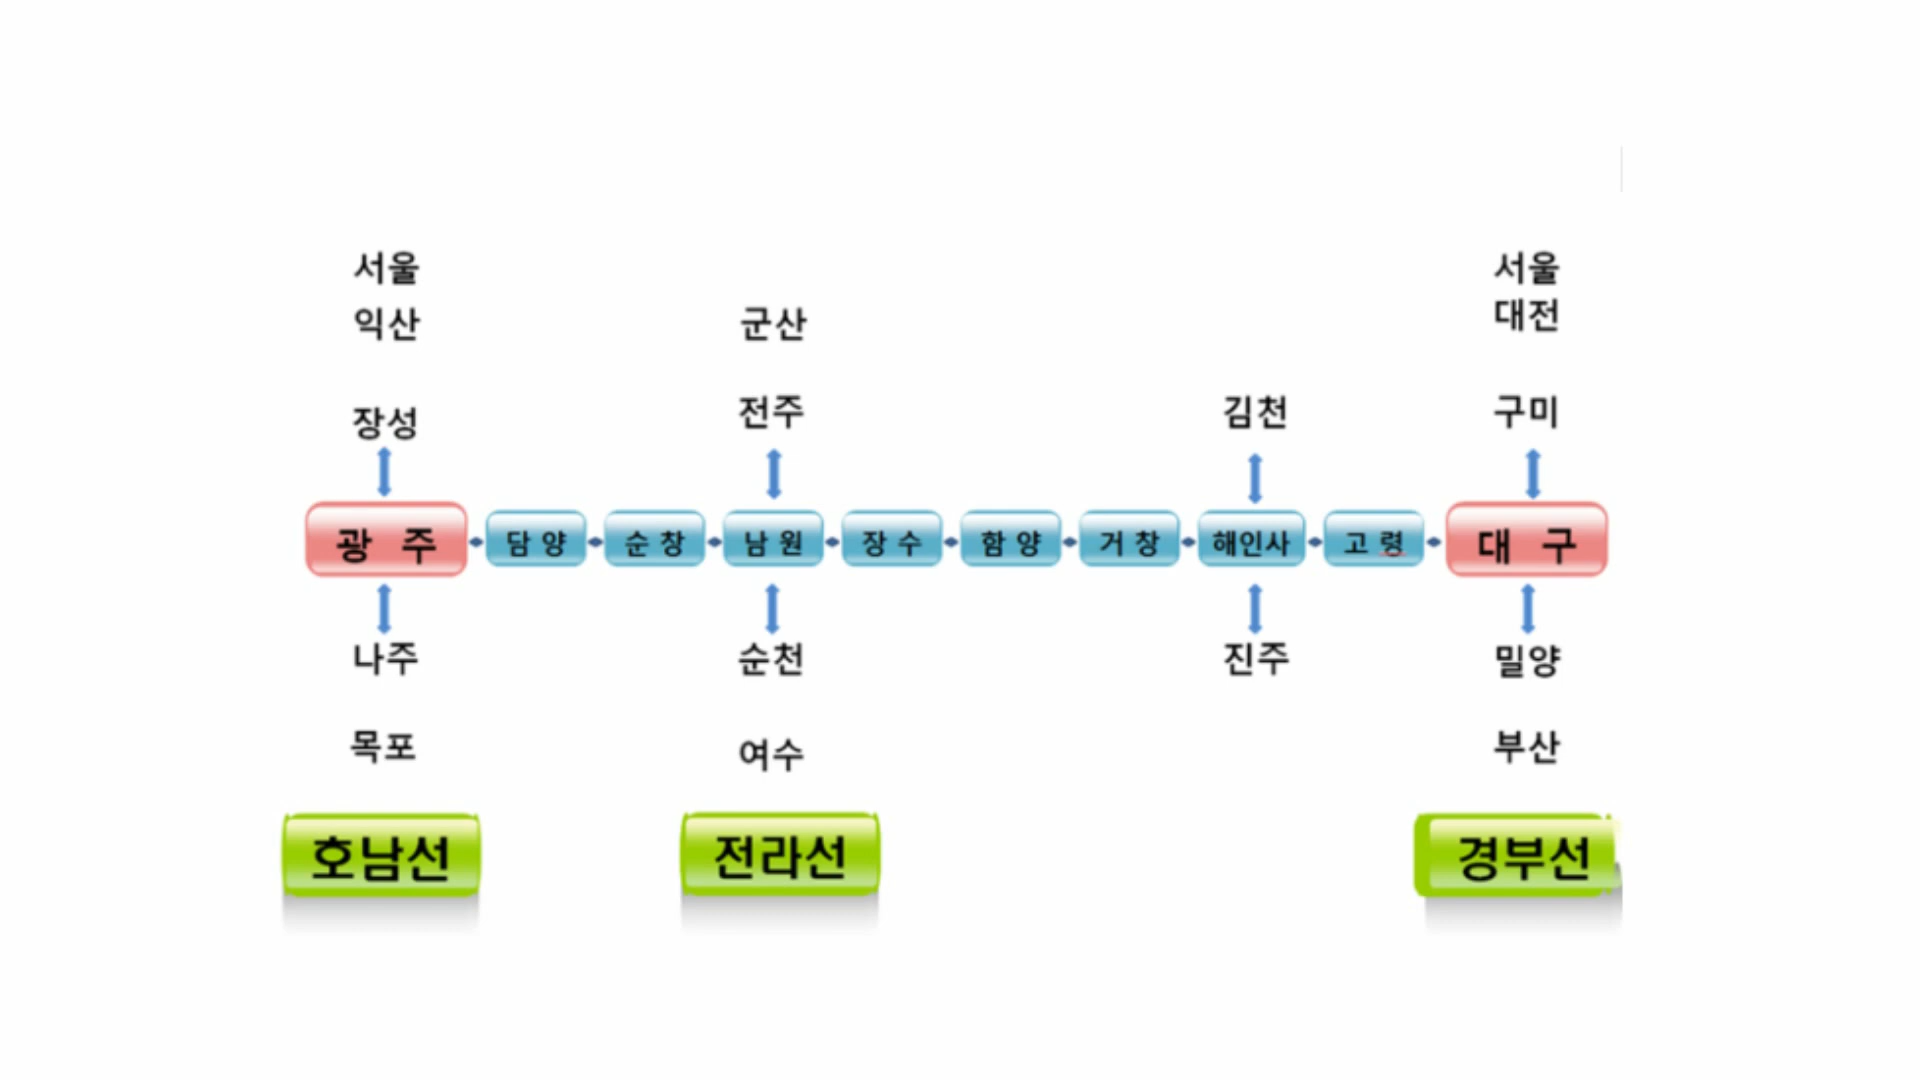 서울
서울
익산
군산
대전
장성
전주
김천
구미
광 주
담 양
순 창
남 원
장 수
함 양
거 창
해인사
고 령
대 구
나주
순천
진주
밀양
목포
여수
부산
호남선
전라선
경부선